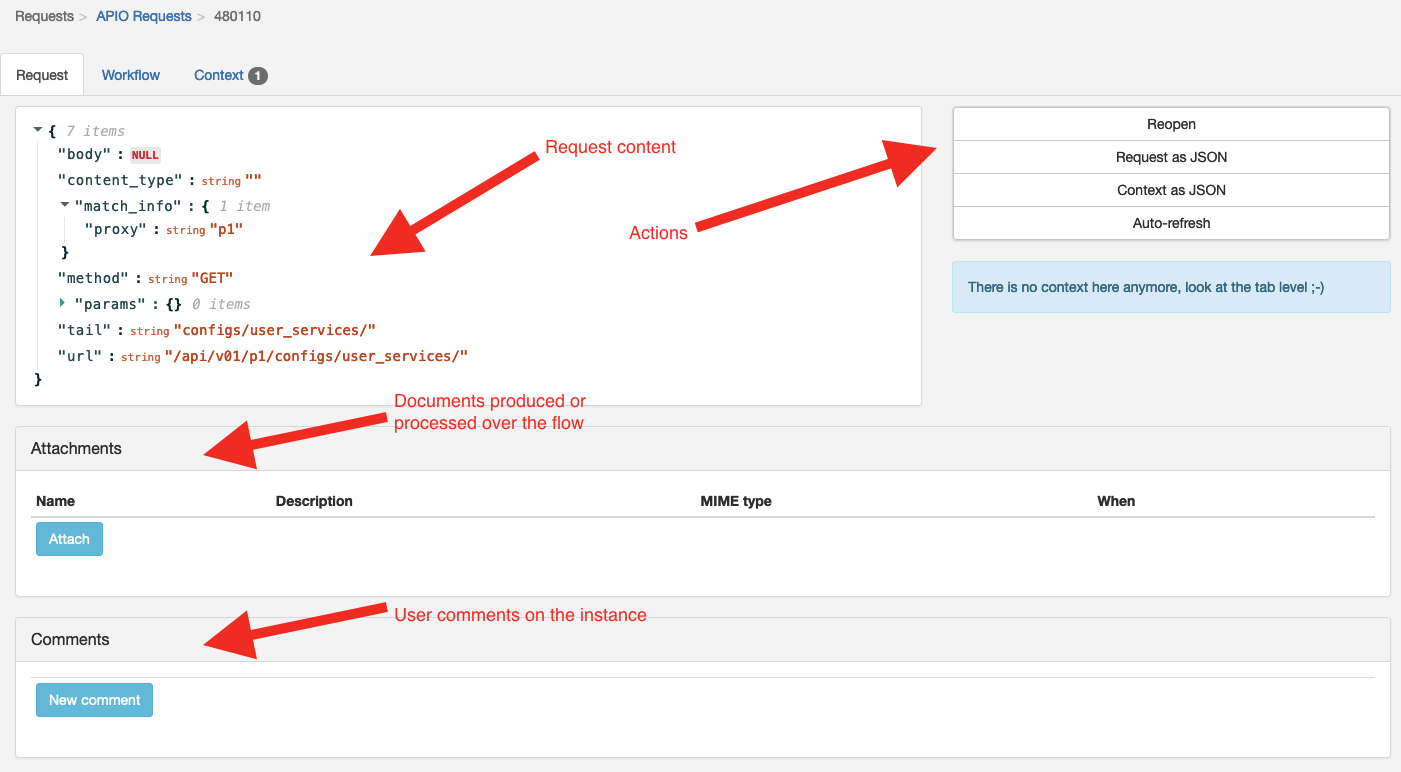 Requests > APIO Requests > 480110
Request Workflow Context 1
{ 7 items
"body" : NULL
"content_type" : string ""
"match_info" : { 1 item
"proxy" : string "p1"
}
"method" : string "GET"
"params" : {} 0 items
"tail" : string "configs/user_services/"
"url" : string "/api/v01/p1/configs/user_services/"
}
Request content
Actions
Reopen
Request as JSON
Context as JSON
Auto-refresh
There is no context here anymore, look at the tab level ;-)
Documents produced or
processed over the flow
Attachments
Name Description MIME type When
Attach
User comments on the instance
Comments
New comment